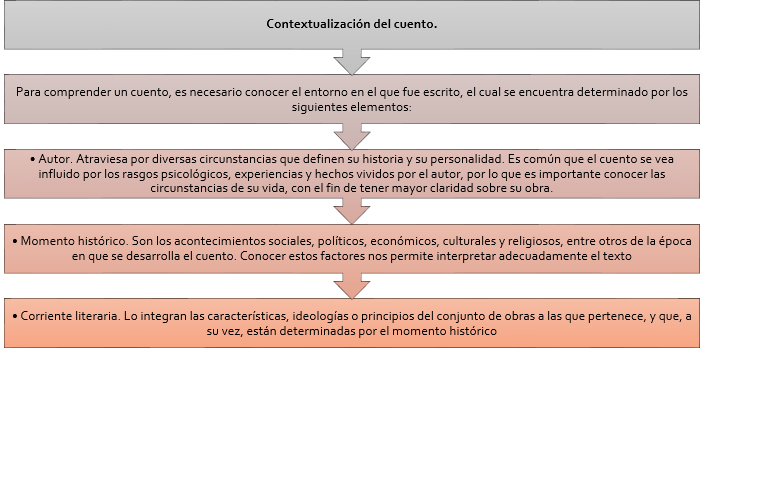 Contextualización del cuento.
Para comprender un cuento, es necesario conocer el entorno en el que fue escrito, el cual se encuentra determinado por los
siguientes elementos:
• Autor. Atraviesa por diversas circunstancias que definen su historia y su personalidad. Es común que el cuento se vea
influido por los rasgos psicológicos, experiencias y hechos vividos por el autor, por lo que es importante conocer las
circunstancias de su vida, con el fin de tener mayor claridad sobre su obra.
• Momento histórico. Son los acontecimientos sociales, políticos, económicos, culturales y religiosos, entre otros de la época
en que se desarrolla el cuento. Conocer estos factores nos permite interpretar adecuadamente el texto
• Corriente literaria. Lo integran las características, ideologías o principios del conjunto de obras a las que pertenece, y que, a
su vez, están determinadas por el momento histórico